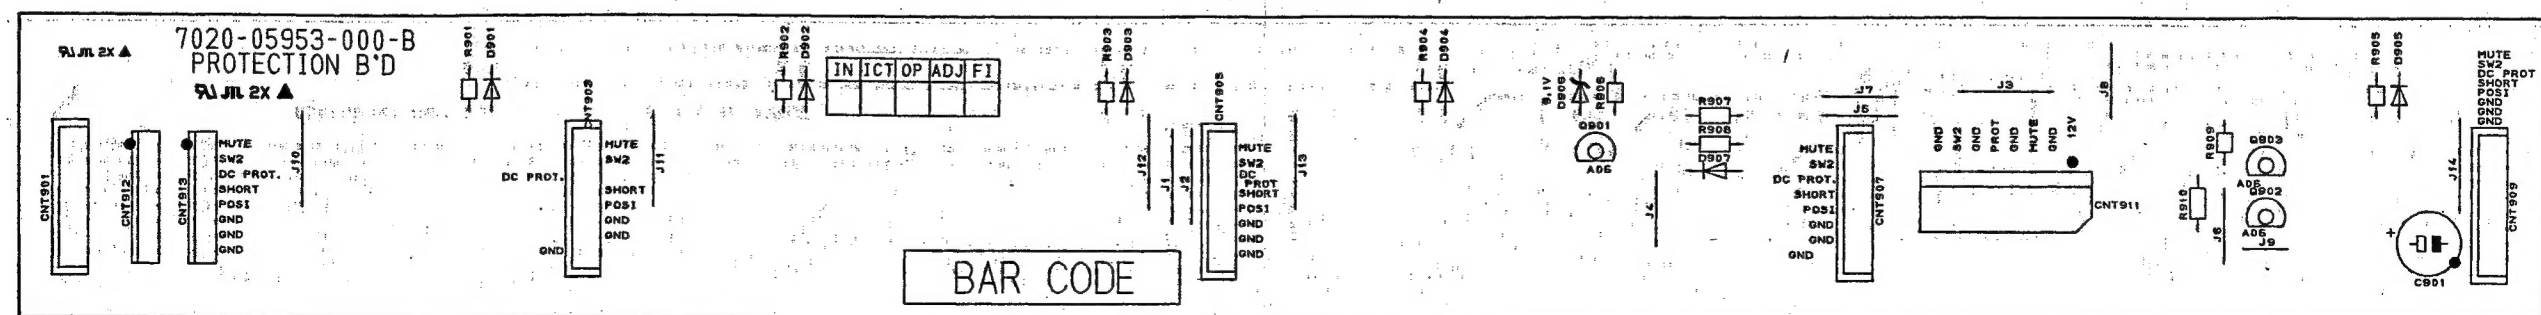 2X
7020-05953-000-B
PROTECTION B'D
2X
R901
D901
R902
D902
IN ICT OP ADJ FI
R903
D903
R904
D904
9.1V
D906
R906
R905
D905
CNT901
CNT912
CNT913
MUTE
SW2
DC PROT.
SHORT
POSI
GND
GND
GND
J10
CNT903
MUTE
SW2
DC PROT.
SHORT
POSI
GND
GND
GND
J11
BAR CODE
J12
J1
J2
CNT905
MUTE
SW2
DC
PROT
SHORT
POSI
GND
GND
GND
J13
Q901
A06
R907
R908
D907
J4
J7
J5
MUTE
SW2
DC PROT.
SHORT
POSI
GND
GND
GND
CNT907
J3
J8
GND
SW2
GND
PROT
GND
MUTE
GND
12V
CNT911
R909
R910
Q903
A06
Q902
A06
J6
J9
J14
C901
MUTE
SW2
DC PROT
SHORT
POSI
GND
GND
GND
CNT909